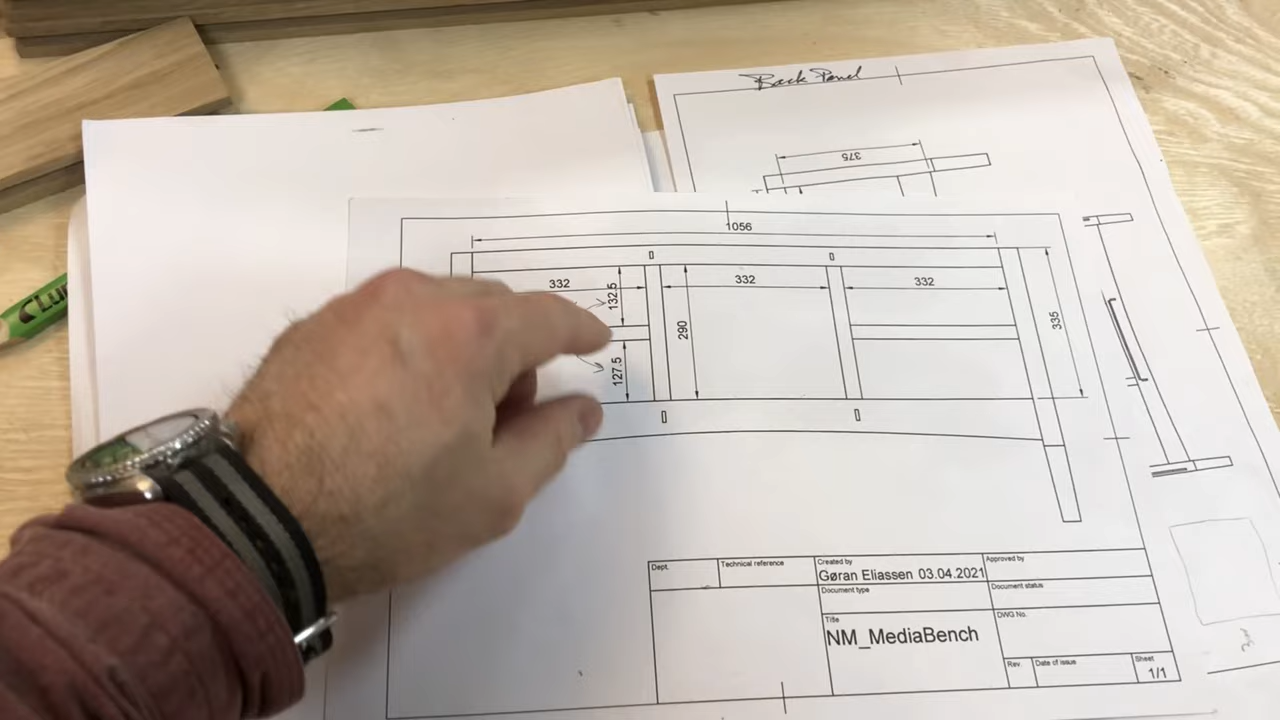 Back Panel
375
1056
332
132.5
332
332
290
335
127.5
Dept.
Technical reference
Created by
Gøran Eliassen 03.04.2021
Approved by
Document type
Document status
Title
NM_MediaBench
DWG No.
Rev.
Date of issue
Sheet
1/1